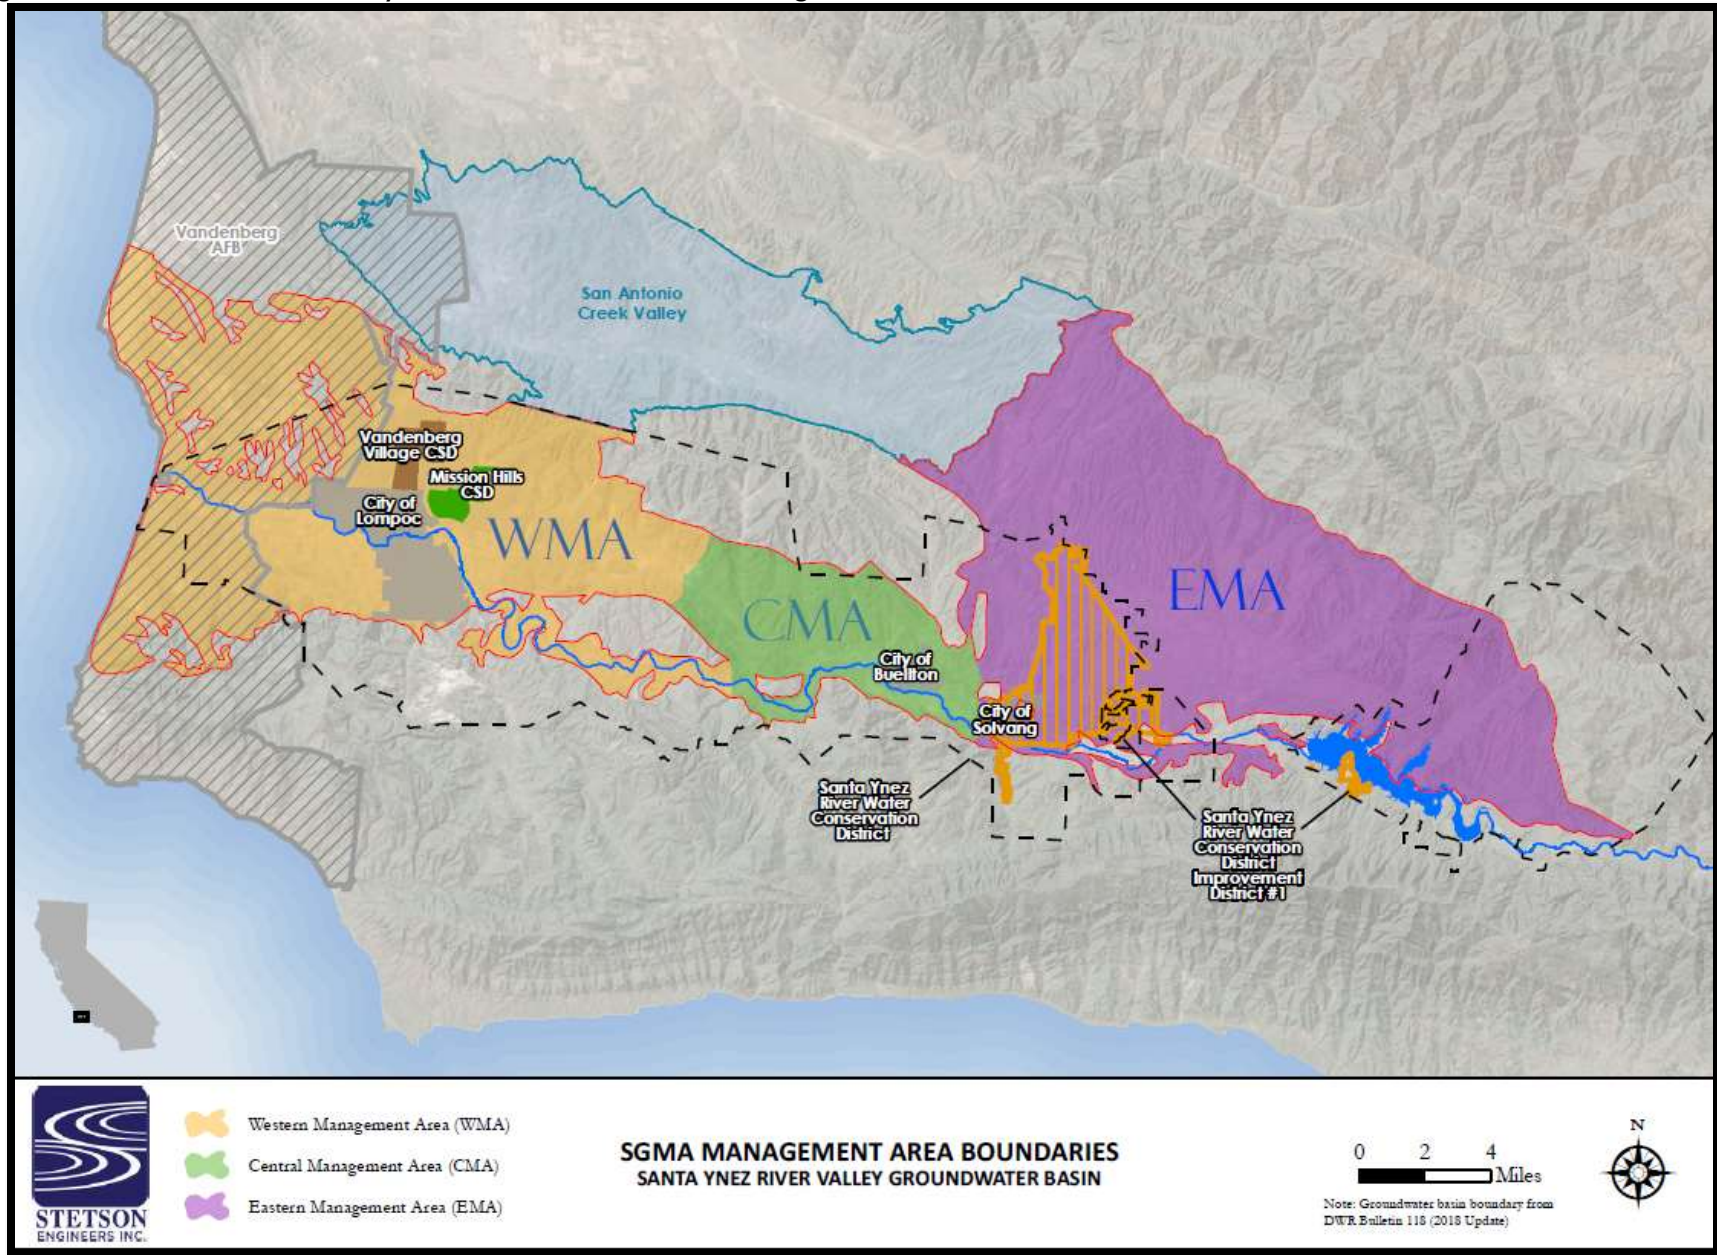 Vandenberg
AFB
San Antonio
Creek Valley
Vandenberg
Village CSD
Mission Hills
CSD
City of
Lompoc
WMA
CMA
EMA
City of
Buellton
City of
Solvang
Santa Ynez
River Water
Conservation
District
Santa Ynez
River Water
Conservation
District
Improvement
District #1
STETSON
ENGINEERS INC.
Western Management Area (WMA)
Central Management Area (CMA)
Eastern Management Area (EMA)
SGMA MANAGEMENT AREA BOUNDARIES
SANTA YNEZ RIVER VALLEY GROUNDWATER BASIN
0 2 4
Miles
Note: Groundwater basin boundary from
DWR Bulletin 118 (2018 Update)
N